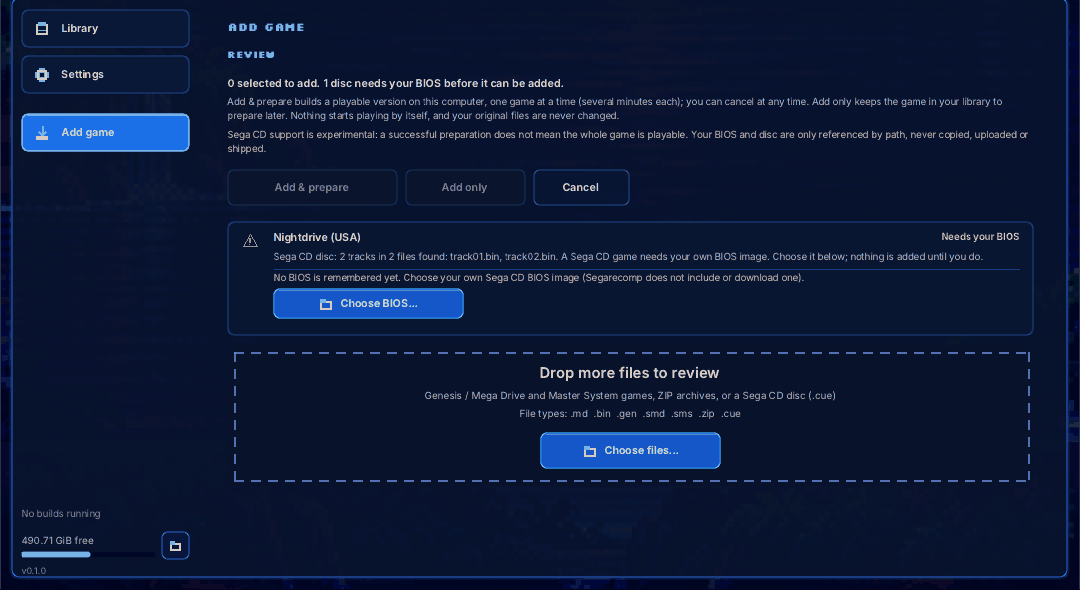 Library
Settings
Add game
No builds running
490.71 GiB free
v0.1.0
ADD GAME
REVIEW
0 selected to add. 1 disc needs your BIOS before it can be added.
Add & prepare builds a playable version on this computer, one game at a time (several minutes each); you can cancel at any time. Add only keeps the game in your library to
prepare later. Nothing starts playing by itself, and your original files are never changed.
Sega CD support is experimental: a successful preparation does not mean the whole game is playable. Your BIOS and disc are only referenced by path, never copied, uploaded or
shipped.
Add & prepare
Add only
Cancel
Nightdrive (USA)
Needs your BIOS
Sega CD disc: 2 tracks in 2 files found: track01.bin, track02.bin. A Sega CD game needs your own BIOS image. Choose it below; nothing is added until you do.
No BIOS is remembered yet. Choose your own Sega CD BIOS image (Segarecomp does not include or download one).
Choose BIOS...
Drop more files to review
Genesis / Mega Drive and Master System games, ZIP archives, or a Sega CD disc (.cue)
File types: .md .bin .gen .smd .sms .zip .cue
Choose files...